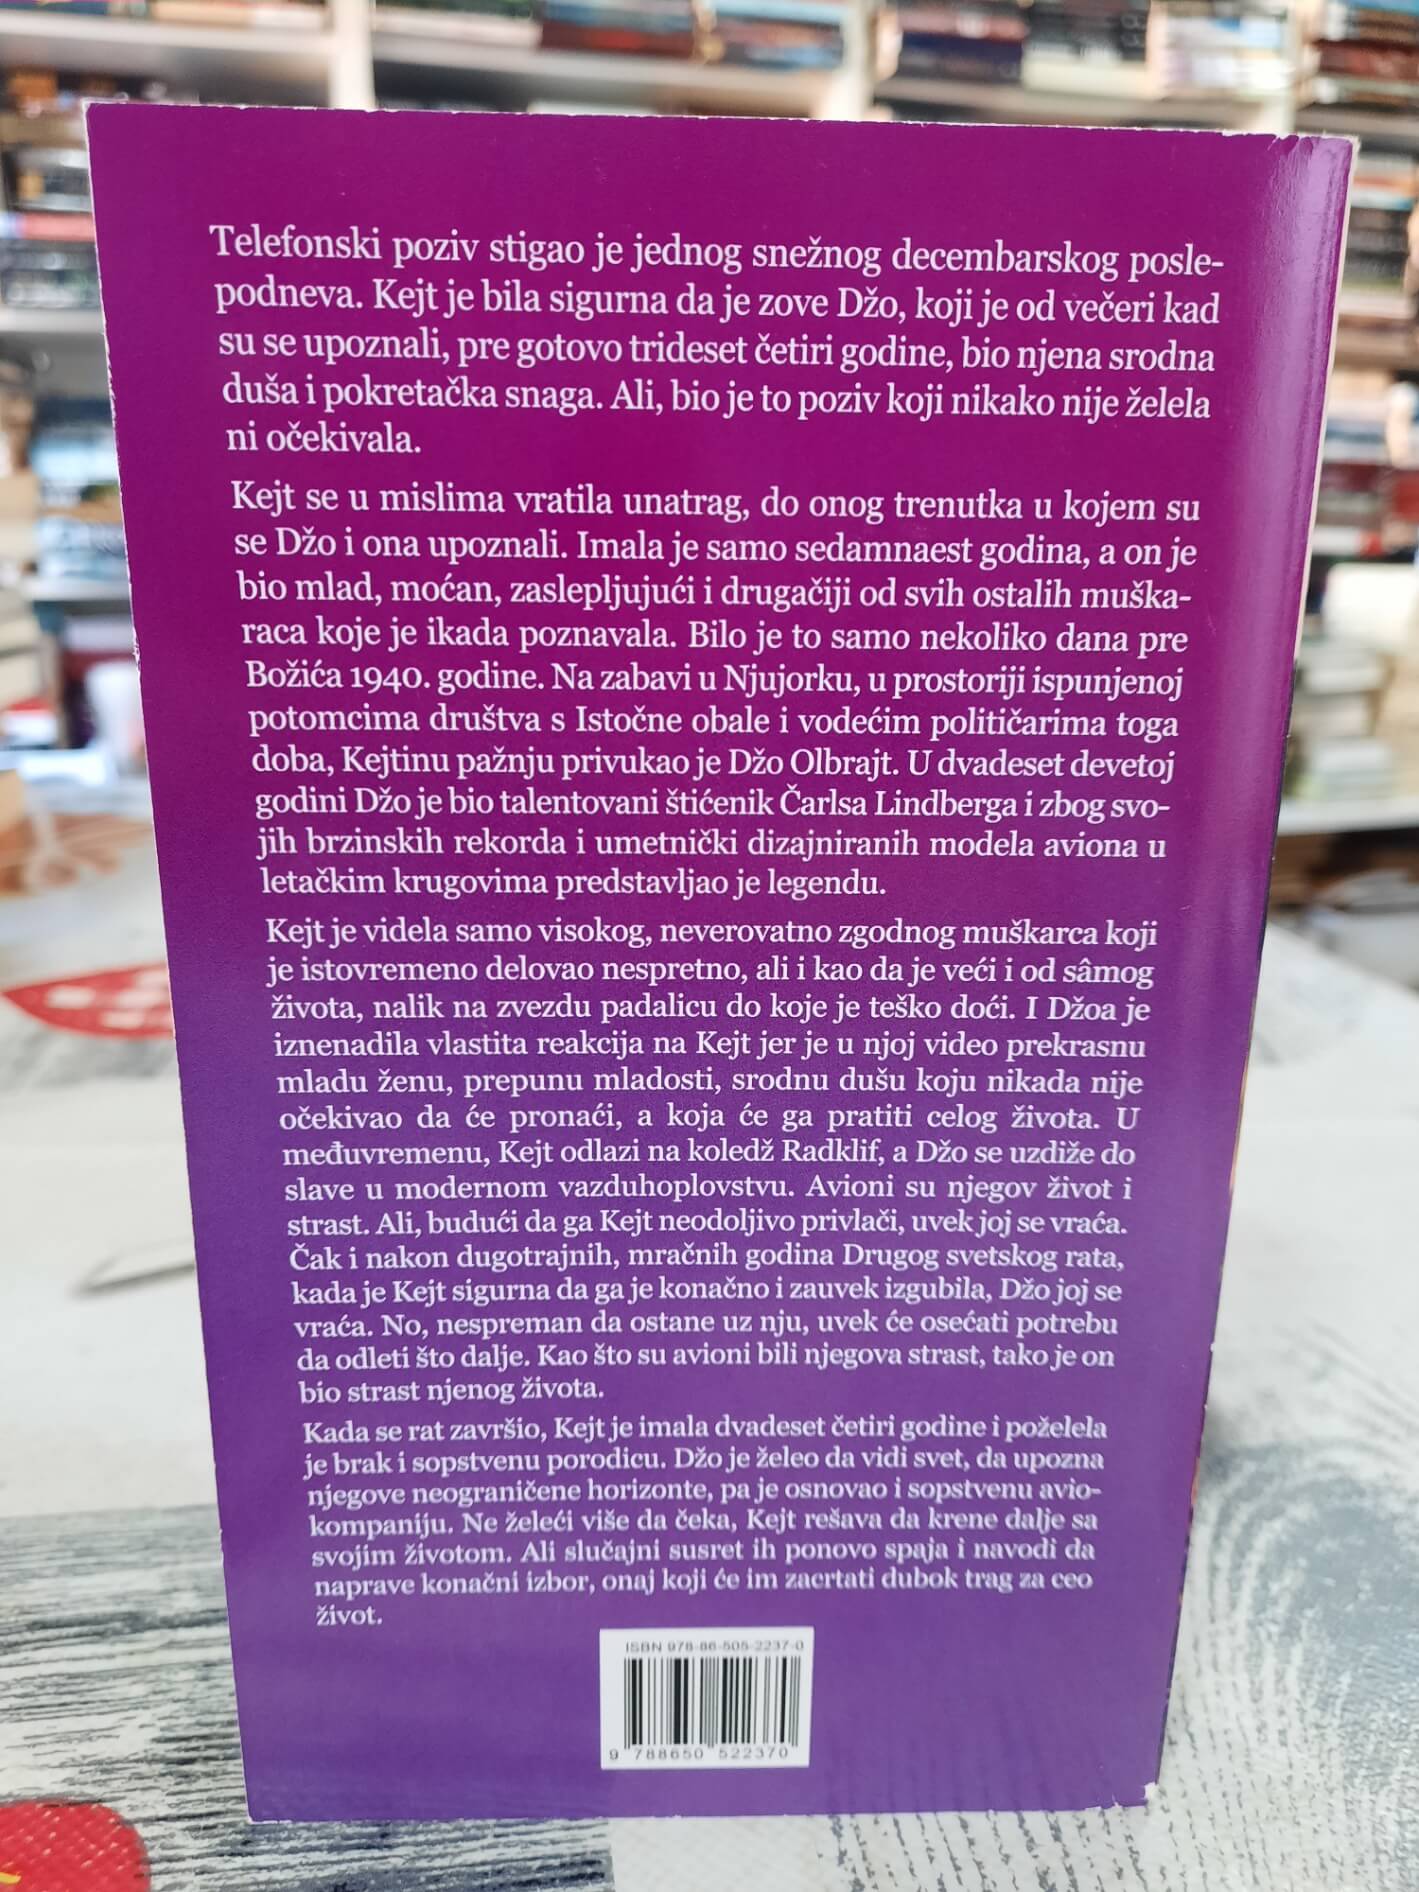 Telefonski poziv stigao je jednog snežnog decembarskog posle-
podneva. Kejt je bila sigurna da je zove Džo, koji je od večeri kad
su se upoznali, pre gotovo trideset četiri godine, bio njena srodna
duša i pokretačka snaga. Ali, bio je to poziv koji nikako nije želela
ni očekivala.
Kejt se u mislima vratila unatrag, do onog trenutka u kojem su
se Džo i ona upoznali. Imala je samo sedamnaest godina, a on je
bio mlad, moćan, zaslepljujući i drugačiji od svih ostalih muška-
raca koje je ikada poznavala. Bilo je to samo nekoliko dana pre
Božića 1940. godine. Na zabavi u Njujorku, u prostoriji ispunjenoj
potomcima društva s Istočne obale i vodećim političarima toga
doba, Kejtinu pažnju privukao je Džo Olbrajt. U dvadeset devetoj
godini Džo je bio talentovani štićenik Čarlsa Lindberga i zbog svo-
jih brzinskih rekorda i umetnički dizajniranih modela aviona u
letačkim krugovima predstavljao je legendu.
Kejt je videla samo visokog, neverovatno zgodnog muškarca koji
je istovremeno delovao nespretno, ali i kao da je veći i od sâmog
života, nalik na zvezdu padalicu do koje je teško doći. I Džoa je
iznenadila vlastita reakcija na Kejt jer je u njoj video prekrasnu
mladu ženu, prepunu mladosti, srodnu dušu koju nikada nije
očekivao da će pronaći, a koja će ga pratiti celog života. U
međuvremenu, Kejt odlazi na koledž Radklif, a Džo se uzdiže do
slave u modernom vazduhoplovstvu. Avioni su njegov život i
strast. Ali, budući da ga Kejt neodoljivo privlači, uvek joj se vraća.
Čak i nakon dugotrajnih, mračnih godina Drugog svetskog rata,
kada je Kejt sigurna da ga je konačno i zauvek izgubila, Džo joj se
vraća. No, nespreman da ostane uz nju, uvek će osećati potrebu
da odleti što dalje. Kao što su avioni bili njegova strast, tako je on
bio strast njenog života.
Kada se rat završio, Kejt je imala dvadeset četiri godine i poželela
je brak i sopstvenu porodicu. Džo je želeo da vidi svet, da upozna
njegove neograničene horizonte, pa je osnovao i sopstvenu avio-
kompaniju. Ne želeći više da čeka, Kejt rešava da krene dalje sa
svojim životom. Ali slučajni susret ih ponovo spaja i navodi da
naprave konačni izbor, onaj koji će im zacrtati dubok trag za ceo
život.
ISBN 978-86-505-2237-0
9 788650 522370